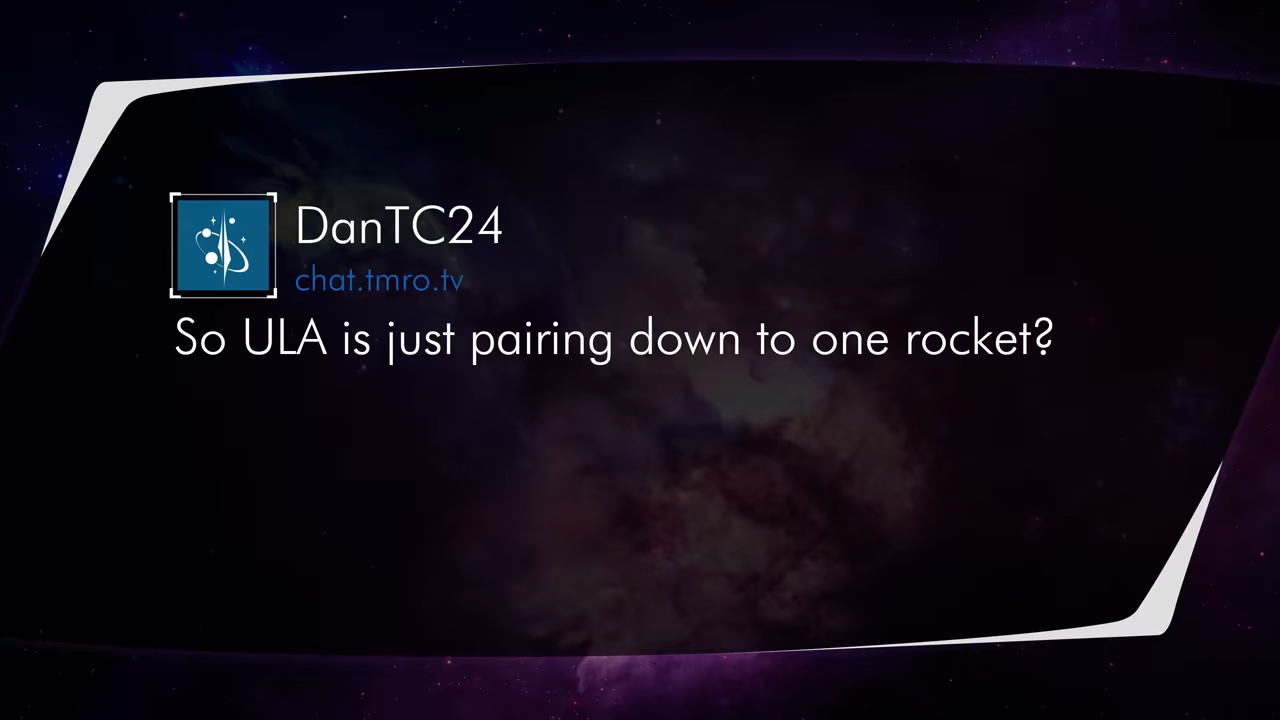 DanTC24
chat.tmro.tv
So ULA is just pairing down to one rocket?